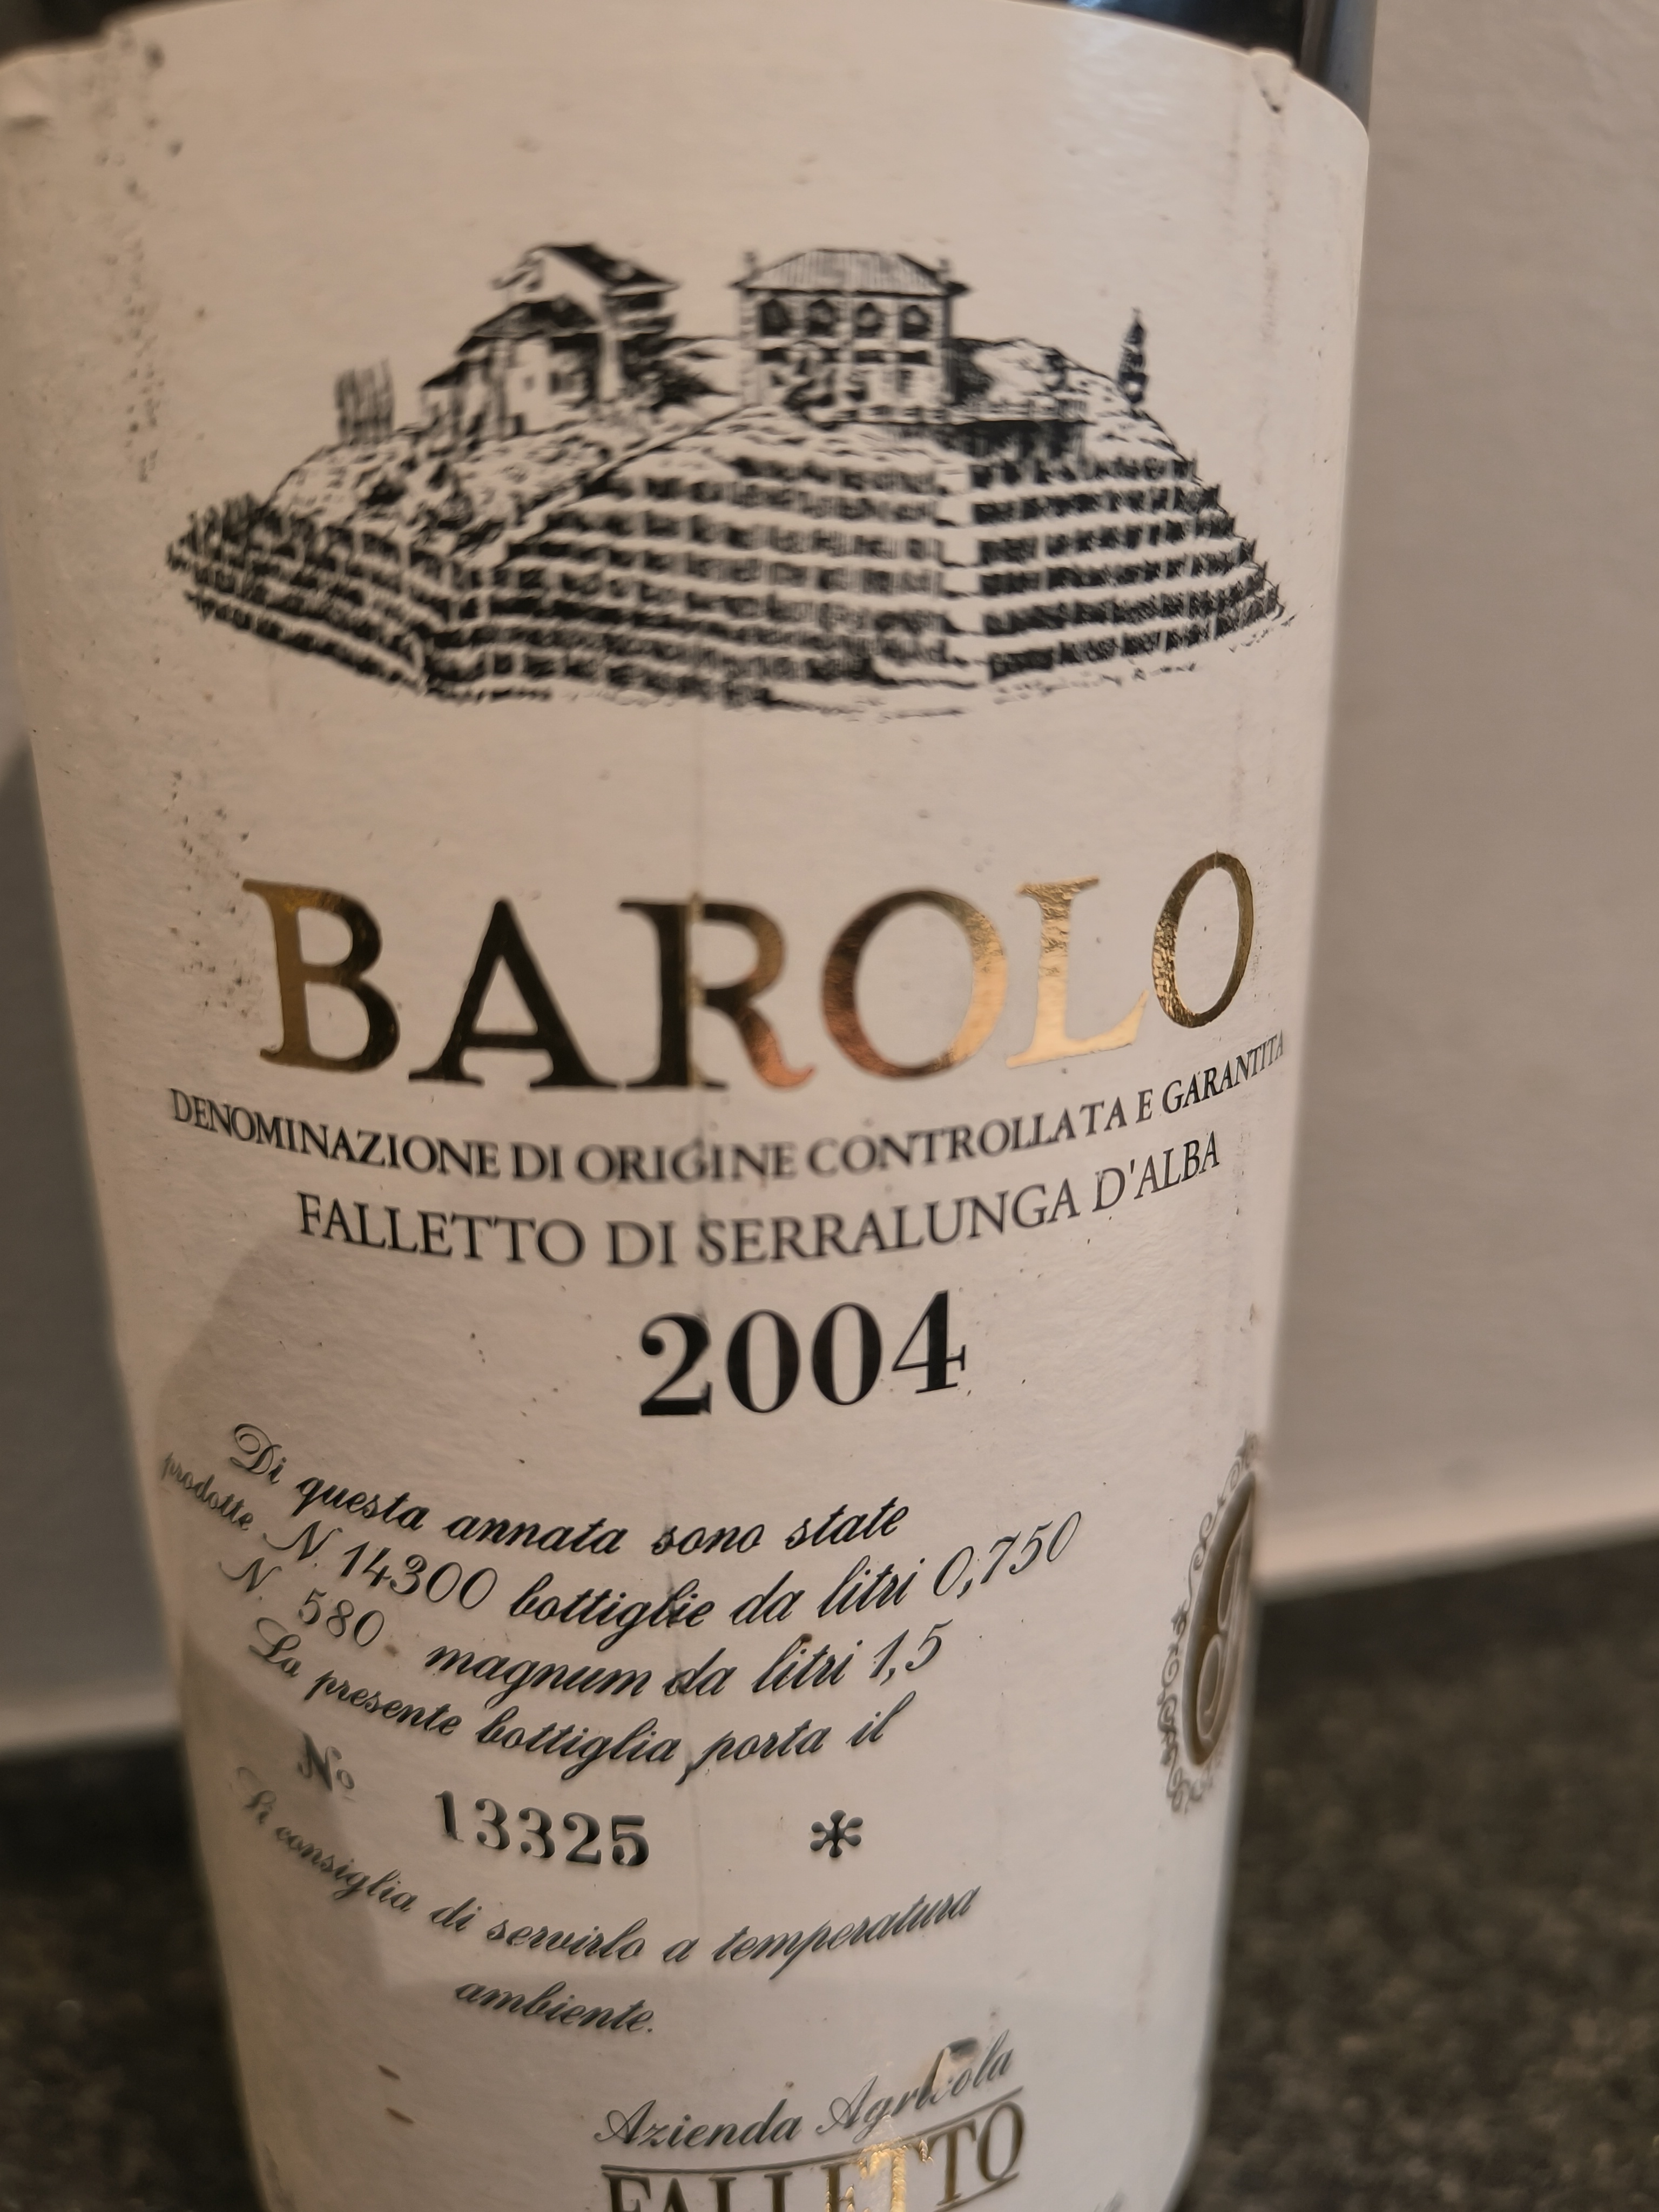 BAROLO
DENOMINAZIONE DI ORIGINE CONTROLLATA E GARANTITA
FALLETTO DI SERRALUNGA D'ALBA
2004
Di questa annata sono state
prodotte N. 14300 bottiglie da litri 0,750
N. 580 magnum da litri 1,5
La presente bottiglia porta il
Nº 13325 *
Si consiglia di servirlo a temperatura
ambiente.
Azienda Agricola
FALLETTO